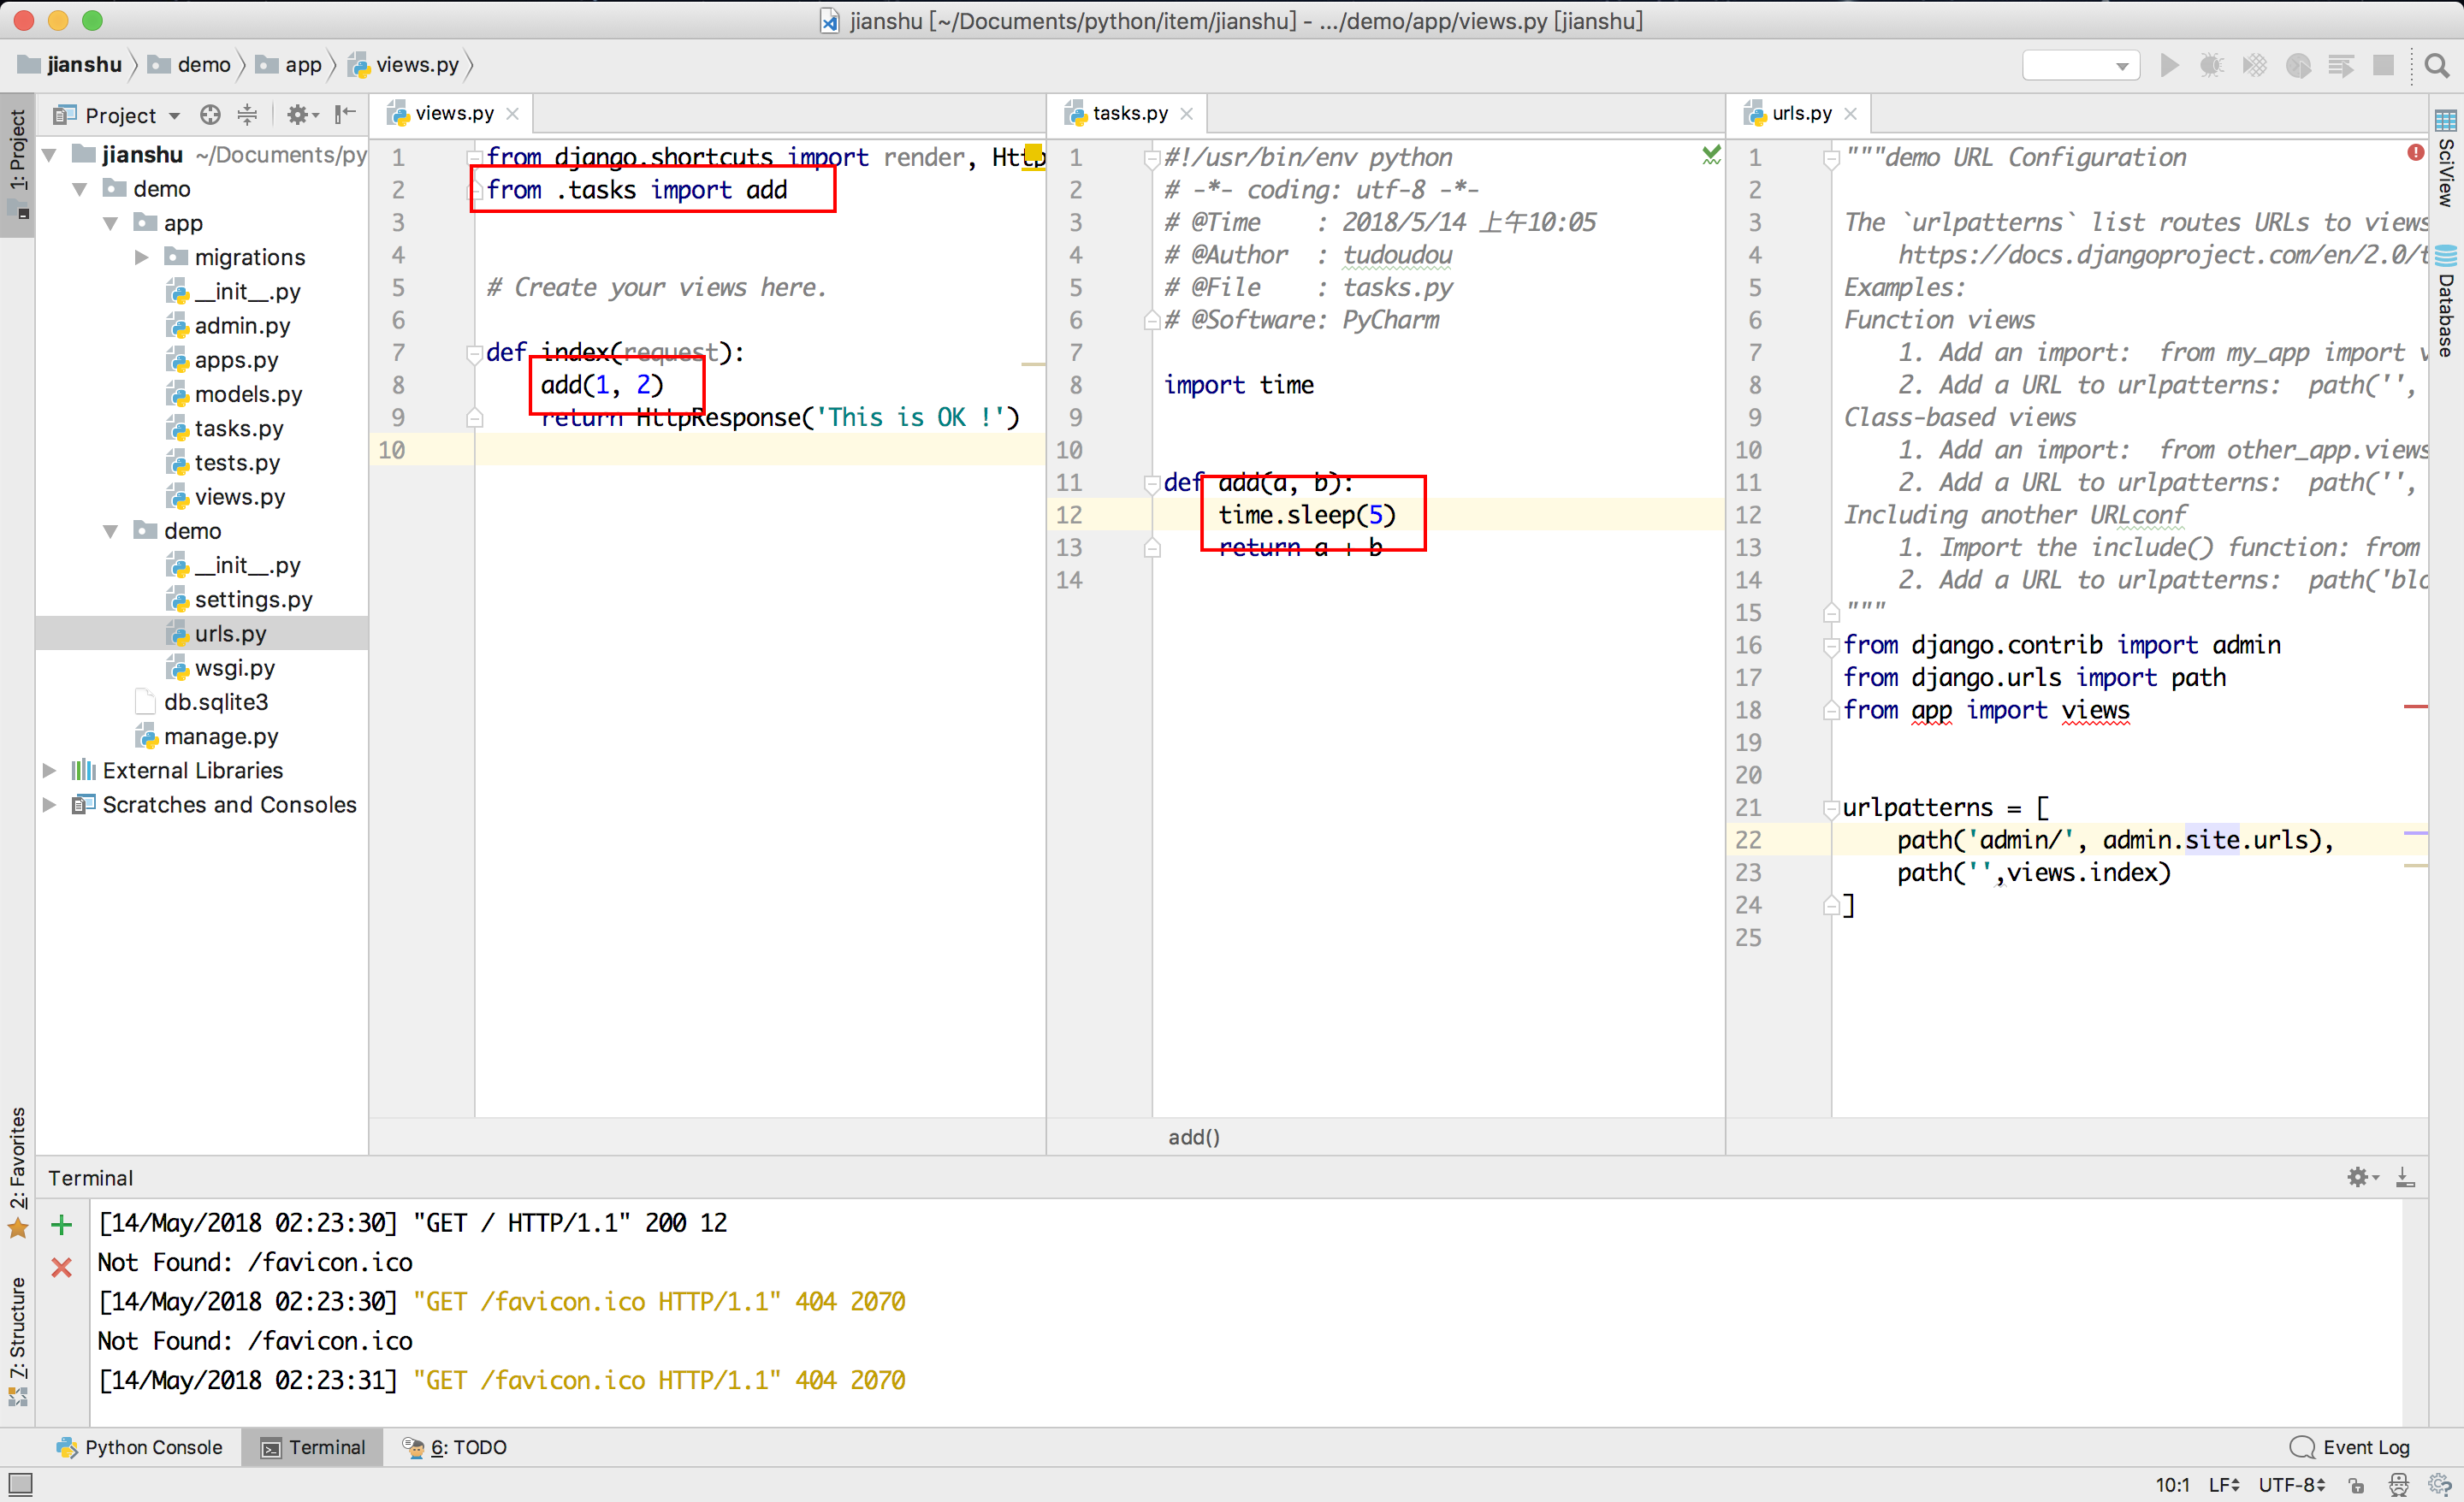 jianshu [~/Documents/python/item/jianshu] - .../demo/app/views.py [jianshu]
jianshu demo app views.py
1: Project
Project
jianshu ~/Documents/py
demo
app
migrations
__init__.py
admin.py
apps.py
models.py
tasks.py
tests.py
views.py
demo
__init__.py
settings.py
urls.py
wsgi.py
db.sqlite3
manage.py
External Libraries
Scratches and Consoles
views.py
1 from django.shortcuts import render, Http
2 from .tasks import add
3
4
5 # Create your views here.
6
7 def index(request):
8 add(1, 2)
9 return HttpResponse('This is OK !')
10
tasks.py
1 #!/usr/bin/env python
2 # -*- coding: utf-8 -*-
3 # @Time    : 2018/5/14 上午10:05
4 # @Author  : tudoudou
5 # @File    : tasks.py
6 # @Software: PyCharm
7
8 import time
9
10
11 def add(a, b):
12 time.sleep(5)
13 return a + b
14
add()
urls.py
1 """demo URL Configuration
2
3 The `urlpatterns` list routes URLs to views
4 https://docs.djangoproject.com/en/2.0/t
5 Examples:
6 Function views
7 1. Add an import:  from my_app import v
8 2. Add a URL to urlpatterns:  path('',
9 Class-based views
10 1. Add an import:  from other_app.views
11 2. Add a URL to urlpatterns:  path('',
12 Including another URLconf
13 1. Import the include() function: from
14 2. Add a URL to urlpatterns:  path('blo
15 """
16 from django.contrib import admin
17 from django.urls import path
18 from app import views
19
20
21 urlpatterns = [
22 path('admin/', admin.site.urls),
23 path('',views.index)
24 ]
25
SciView
Database
2: Favorites
Z: Structure
Terminal
[14/May/2018 02:23:30] "GET / HTTP/1.1" 200 12
Not Found: /favicon.ico
[14/May/2018 02:23:30] "GET /favicon.ico HTTP/1.1" 404 2070
Not Found: /favicon.ico
[14/May/2018 02:23:31] "GET /favicon.ico HTTP/1.1" 404 2070
Python Console Terminal 6: TODO Event Log
10:1 LF UTF-8